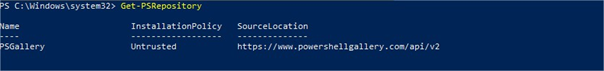 PS C:\Windows\system32> Get-PSRepository
Name InstallationPolicy SourceLocation
---- ------------------ --------------
PSGallery Untrusted https://www.powershellgallery.com/api/v2